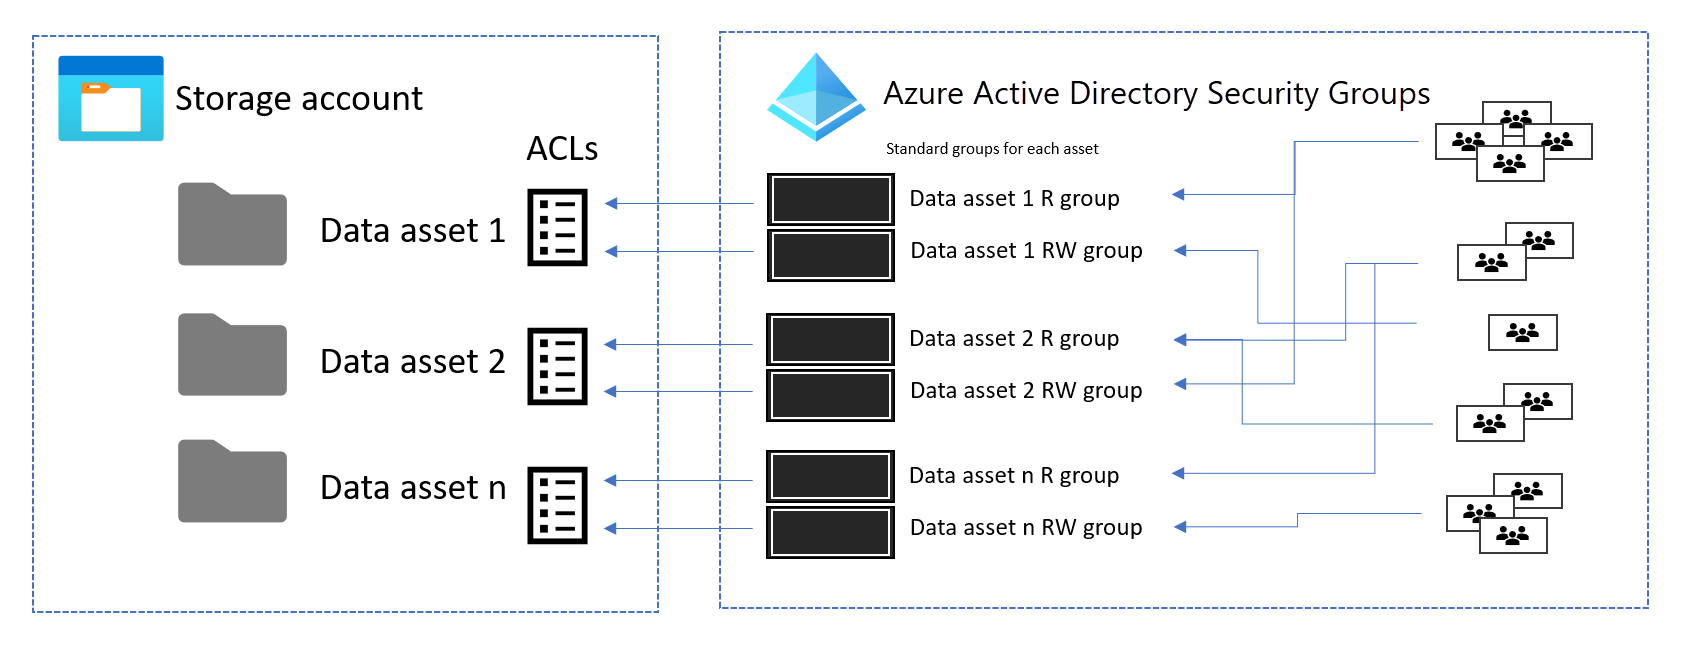 Storage account
ACLs
Data asset 1
Data asset 2
Data asset n
Azure Active Directory Security Groups
Standard groups for each asset
Data asset 1 R group
Data asset 1 RW group
Data asset 2 R group
Data asset 2 RW group
Data asset n R group
Data asset n RW group